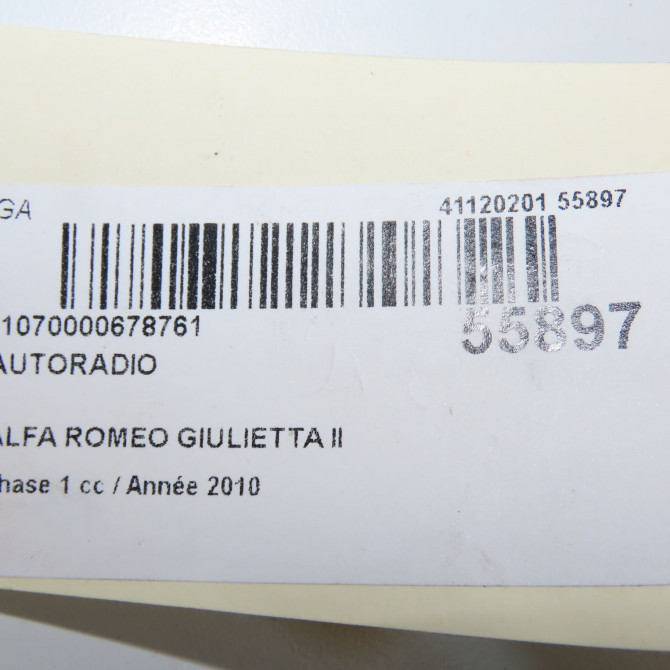 GA 41120201 55897
1070000678761 55897
AUTORADIO
ALFA ROMEO GIULIETTA II
hase 1 cc / Année 2010